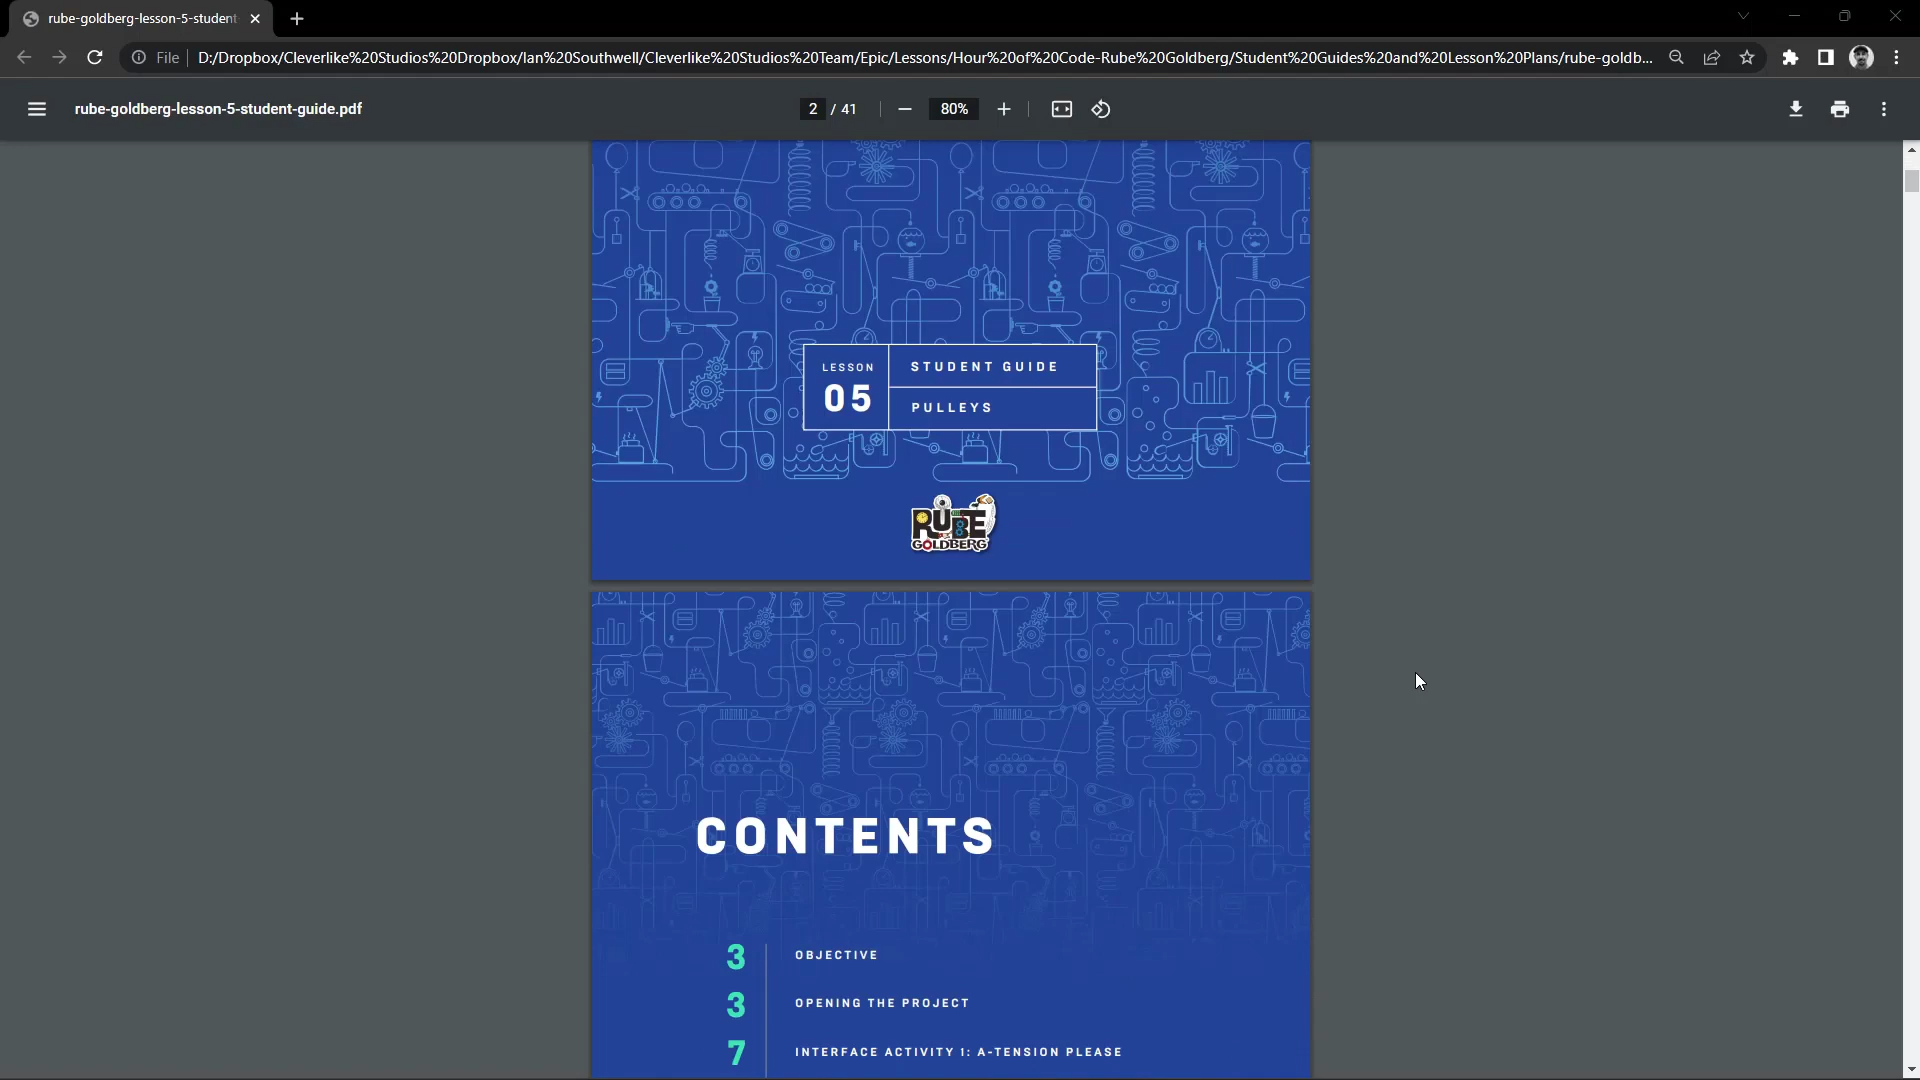 rube-goldberg-lesson-5-student
File
D:/Dropbox/Cleverlike%20Studios%20Dropbox/Ian%20Southwell/Cleverlike%20Studios%20Team/Epic/Lessons/Hour%20of%20Code-Rube%20Goldberg/Student%20Guides%20and%20Lesson%20Plans/rube-goldb...
rube-goldberg-lesson-5-student-guide.pdf
2 / 41
80%
LESSON
05
STUDENT GUIDE
PULLEYS
RUBE
GOLDBERG
CONTENTS
3 OBJECTIVE
3 OPENING THE PROJECT
7 INTERFACE ACTIVITY 1: A-TENSION PLEASE